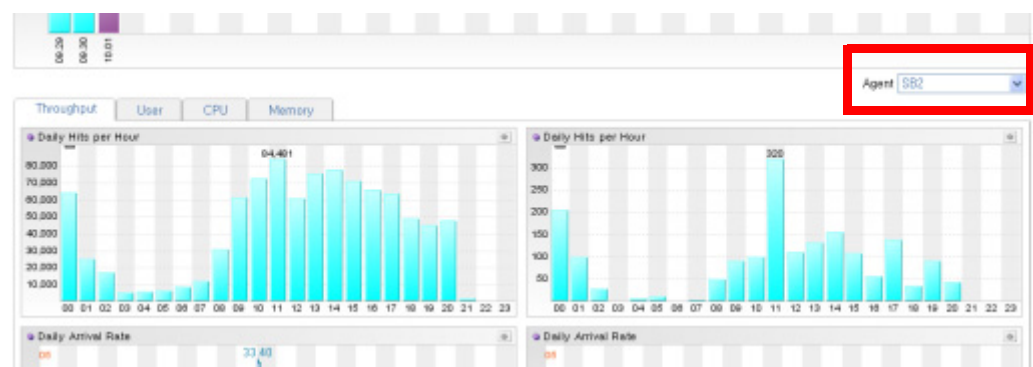 09:29
09:30
10:01
Agent SB2
Throughput User CPU Memory
Daily Hits per Hour
84,481
80,000
70,000
60,000
50,000
40,000
30,000
20,000
10,000
00 01 02 03 04 05 06 07 08 09 10 11 12 13 14 15 16 17 18 19 20 21 22 23
Daily Hits per Hour
320
300
250
200
150
100
50
00 01 02 03 04 05 06 07 08 09 10 11 12 13 14 15 16 17 18 19 20 21 22 23
Daily Arrival Rate
33.40
Daily Arrival Rate